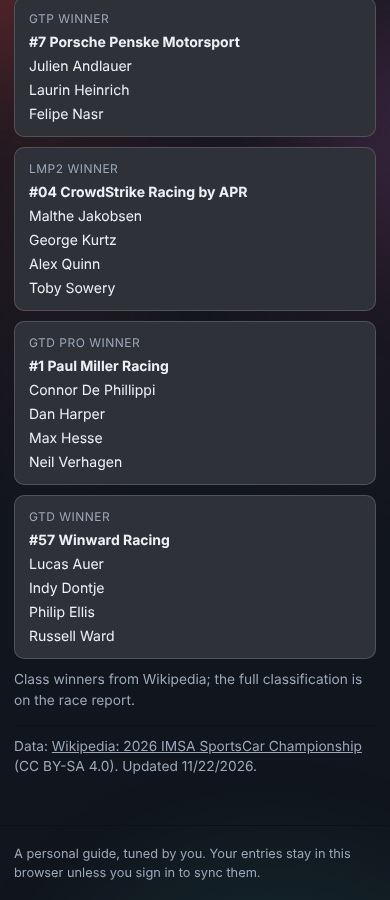 GTP WINNER
#7 Porsche Penske Motorsport
Julien Andlauer
Laurin Heinrich
Felipe Nasr
LMP2 WINNER
#04 CrowdStrike Racing by APR
Malthe Jakobsen
George Kurtz
Alex Quinn
Toby Sowery
GTD PRO WINNER
#1 Paul Miller Racing
Connor De Phillippi
Dan Harper
Max Hesse
Neil Verhagen
GTD WINNER
#57 Winward Racing
Lucas Auer
Indy Dontje
Philip Ellis
Russell Ward
Class winners from Wikipedia; the full classification is
on the race report.
Data: Wikipedia: 2026 IMSA SportsCar Championship
(CC BY-SA 4.0). Updated 11/22/2026.
A personal guide, tuned by you. Your entries stay in this
browser unless you sign in to sync them.